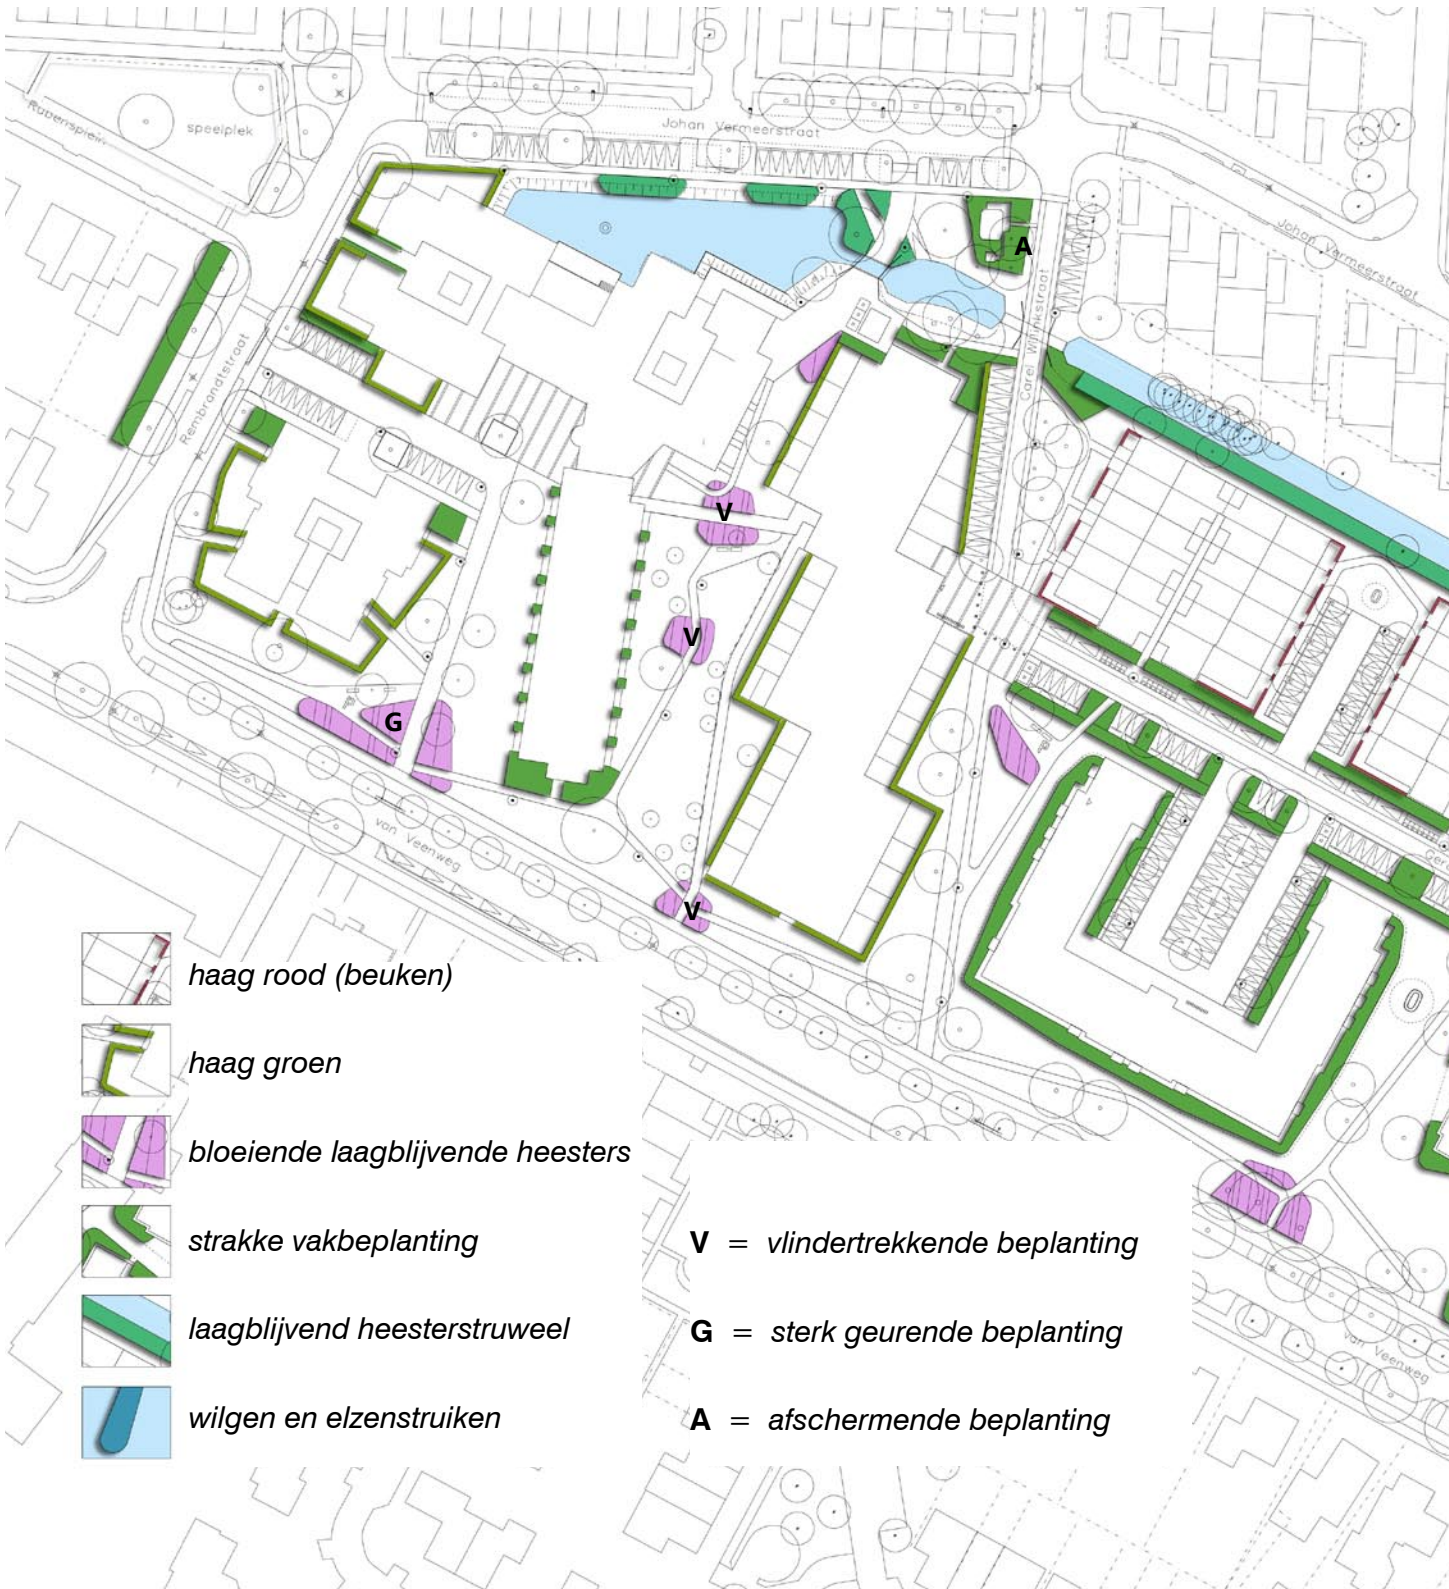 Rubensplein
speelplek
Johan Vermeerstraat
Johan Vermeerstraat
A
Rembrandtstraat
Carel Wijnkstraat
V
V
G
van Veenweg
V
haag rood (beuken)
haag groen
bloeiende laagblijvende heesters
strakke vakbeplanting
laagblijvend heesterstruweel
wilgen en elzenstruiken
V = vlindertrekkende beplanting
G = sterk geurende beplanting
A = afschermende beplanting
van Veenweg